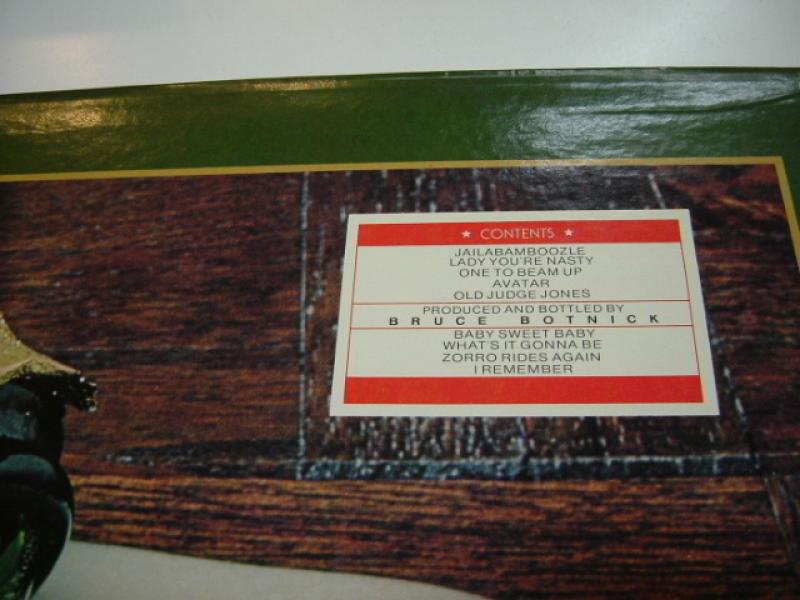 ★ CONTENTS ★
JAILABAMBOOZLE
LADY YOU'RE NASTY
ONE TO BEAM UP
AVATAR
OLD JUDGE JONES
PRODUCED AND BOTTLED BY
BRUCE BOTNICK
BABY SWEET BABY
WHAT'S IT GONNA BE
ZORRO RIDES AGAIN
I REMEMBER